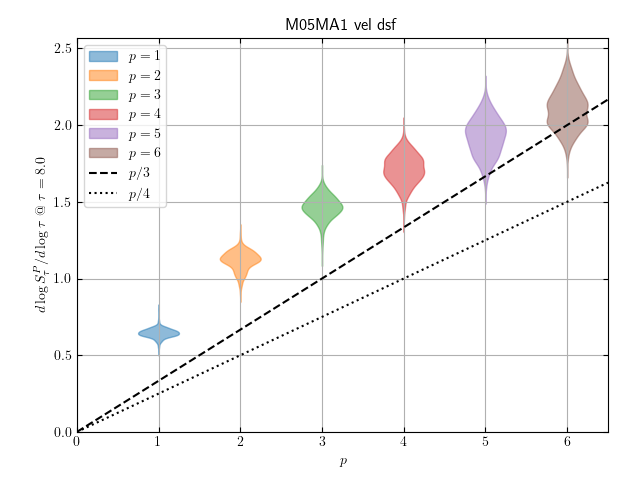 M05MA1 vel dsf
p = 1
p = 2
p = 3
p = 4
p = 5
p = 6
p/3
p/4
d log S_τ^P / d log τ @ τ = 8.0
2.5
2.0
1.5
1.0
0.5
0.0
0 1 2 3 4 5 6
p